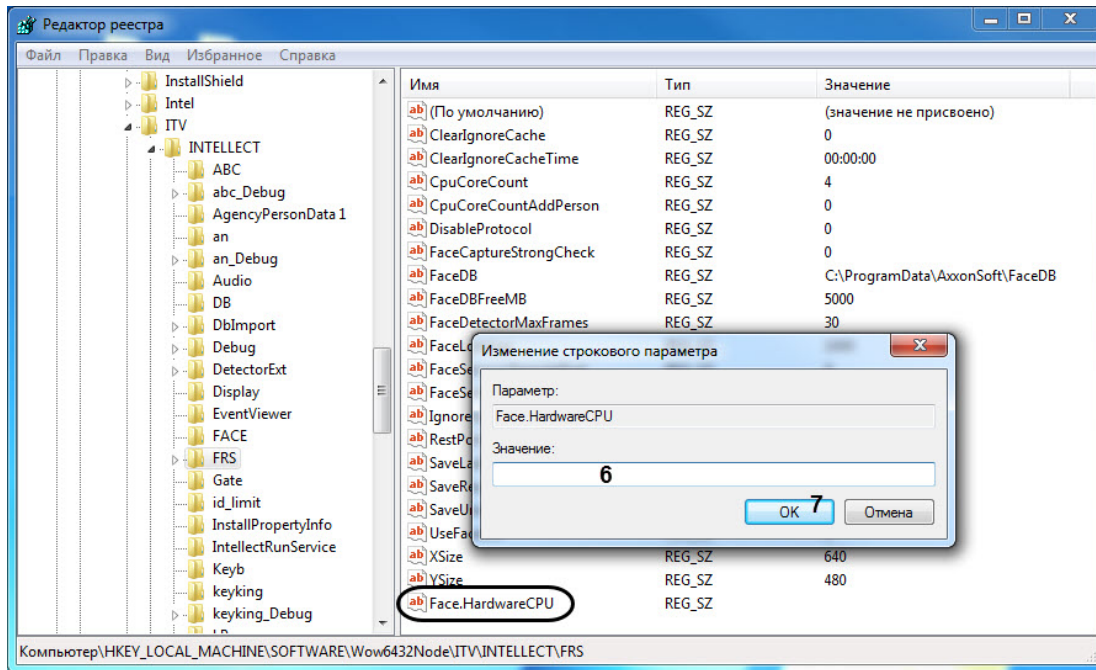 Редактор реестра
Файл Правка Вид Избранное Справка
InstallShield
Intel
ITV
INTELLECT
ABC
abc_Debug
AgencyPersonData 1
an
an_Debug
Audio
DB
DbImport
Debug
DetectorExt
Display
EventViewer
FACE
FRS
Gate
id_limit
InstallPropertyInfo
IntellectRunService
Keyb
keyking
keyking_Debug
Имя Тип Значение
(По умолчанию) REG_SZ (значение не присвоено)
ClearIgnoreCache REG_SZ 0
ClearIgnoreCacheTime REG_SZ 00:00:00
CpuCoreCount REG_SZ 4
CpuCoreCountAddPerson REG_SZ 0
DisableProtocol REG_SZ 0
FaceCaptureStrongCheck REG_SZ 0
FaceDB REG_SZ C:\ProgramData\AxxonSoft\FaceDB
FaceDBFreeMB REG_SZ 5000
FaceDetectorMaxFrames REG_SZ 30
XSize REG_SZ 640
YSize REG_SZ 480
Face.HardwareCPU REG_SZ
Изменение строкового параметра
Параметр:
Face.HardwareCPU
Значение:
6
OK 7 Отмена
Компьютер\HKEY_LOCAL_MACHINE\SOFTWARE\Wow6432Node\ITV\INTELLECT\FRS